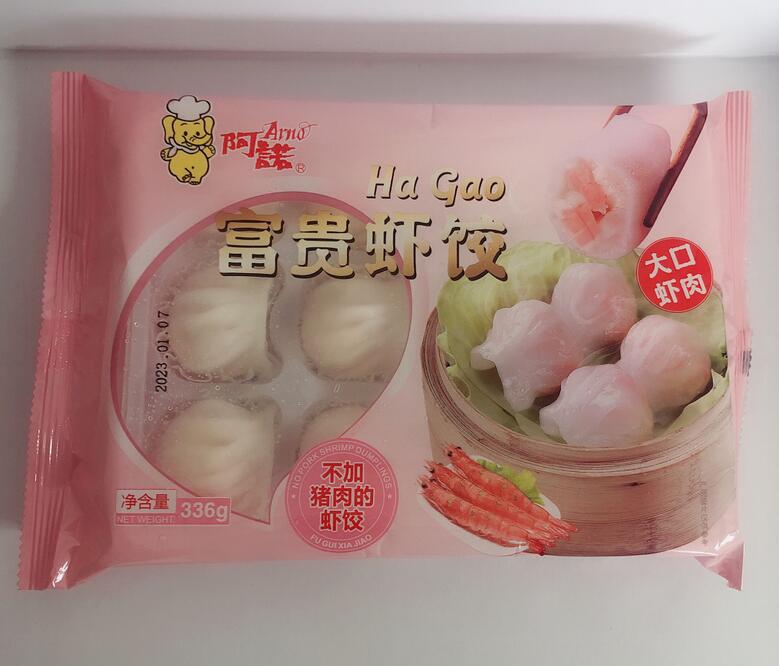 Arno
阿諾®
Ha Gao
富贵虾饺
大口
虾肉
2023.01.07
NO PORK SHRIMP DUMPLINGS
不加
猪肉的
虾饺
FU GUI XIA JIAO
净含量
NET WEIGHT:
336g